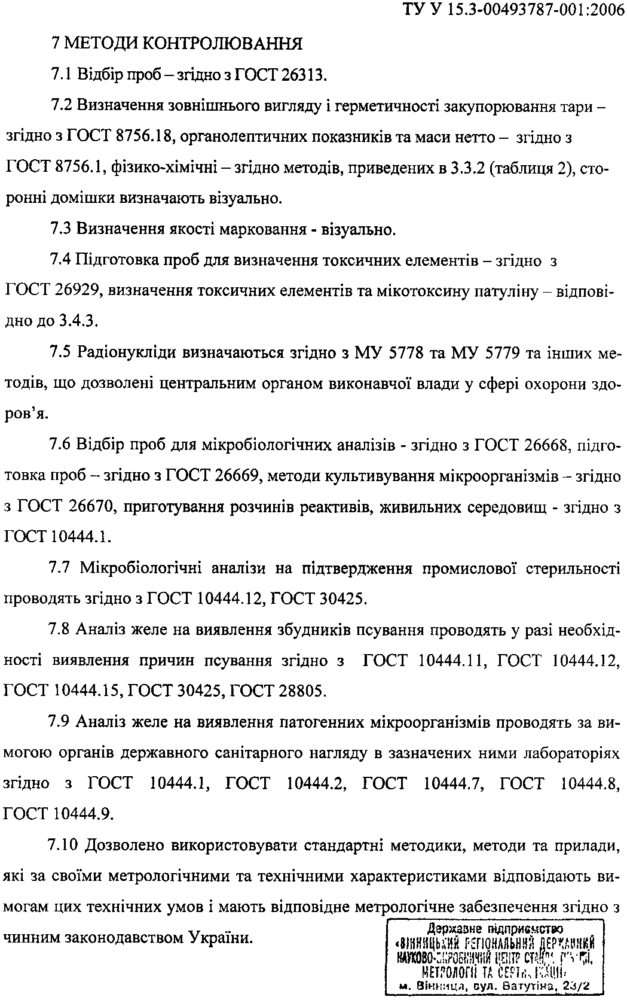 ТУ У 15.3-00493787-001:2006
7 МЕТОДИ КОНТРОЛЮВАННЯ
7.1 Відбір проб – згідно з ГОСТ 26313.
7.2 Визначення зовнішнього вигляду і герметичності закупорювання тари –
згідно з ГОСТ 8756.18, органолептичних показників та маси нетто – згідно з
ГОСТ 8756.1, фізико-хімічні – згідно методів, приведених в 3.3.2 (таблиця 2), сто-
ронні домішки визначають візуально.
7.3 Визначення якості марковання - візуально.
7.4 Підготовка проб для визначення токсичних елементів – згідно з
ГОСТ 26929, визначення токсичних елементів та мікотоксину патуліну – відпові-
дно до 3.4.3.
7.5 Радіонукліди визначаються згідно з МУ 5778 та МУ 5779 та інших ме-
тодів, що дозволені центральним органом виконавчої влади у сфері охорони здо-
ров’я.
7.6 Відбір проб для мікробіологічних аналізів - згідно з ГОСТ 26668, підго-
товка проб – згідно з ГОСТ 26669, методи культивування мікроорганізмів – згідно
з ГОСТ 26670, приготування розчинів реактивів, живильних середовищ - згідно з
ГОСТ 10444.1.
7.7 Мікробіологічні аналізи на підтвердження промислової стерильності
проводять згідно з ГОСТ 10444.12, ГОСТ 30425.
7.8 Аналіз желе на виявлення збудників псування проводять у разі необхід-
ності виявлення причин псування згідно з ГОСТ 10444.11, ГОСТ 10444.12,
ГОСТ 10444.15, ГОСТ 30425, ГОСТ 28805.
7.9 Аналіз желе на виявлення патогенних мікроорганізмів проводять за ви-
могою органів державного санітарного нагляду в зазначених ними лабораторіях
згідно з ГОСТ 10444.1, ГОСТ 10444.2, ГОСТ 10444.7, ГОСТ 10444.8,
ГОСТ 10444.9.
7.10 Дозволено використовувати стандартні методики, методи та прилади,
які за своїми метрологічними та технічними характеристиками відповідають ви-
могам цих технічних умов і мають відповідне метрологічне забезпечення згідно з
чинним законодавством України.
Державне підприємство
«ВІННИЦЬКИЙ РЕГІОНАЛЬНИЙ ДЕРЖАВНИЙ
НАУКОВО-ВИРОБНИЧИЙ ЦЕНТР
МЕТРОЛОГІЇ ТА
м. Вінниця, вул. Ватутіна, 23/2